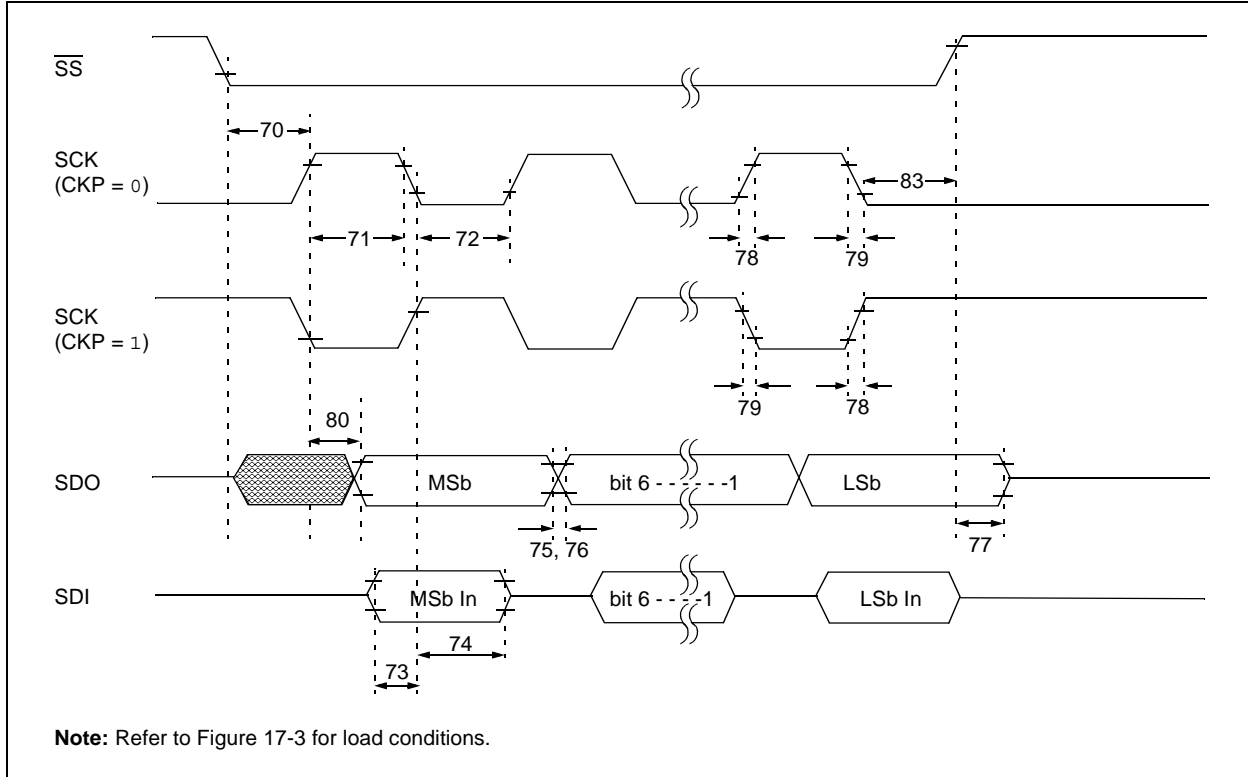 SS
70
SCK
(CKP = 0)
83
71
72
78
79
SCK
(CKP = 1)
79
78
80
SDO
MSb
bit 6 - - - - - -1
LSb
75, 76
77
SDI
MSb In
bit 6 - - - -1
LSb In
74
73
Note: Refer to Figure 17-3 for load conditions.